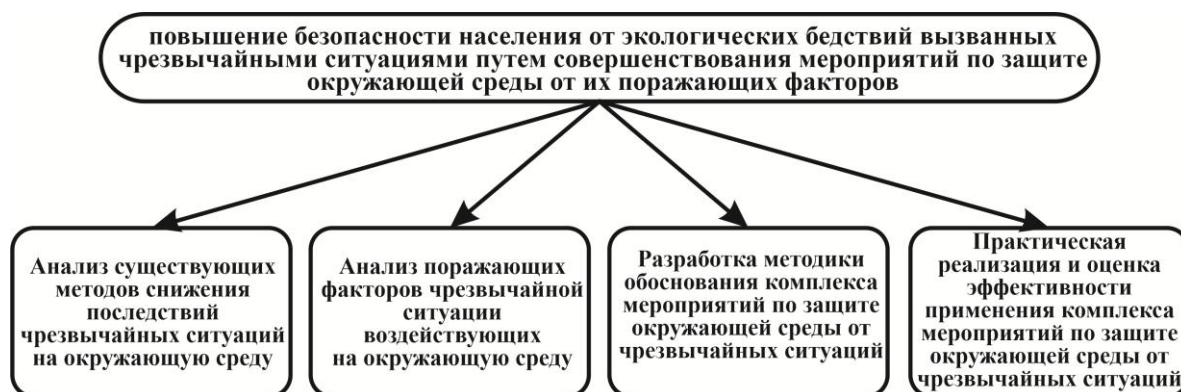 повышение безопасности населения от экологических бедствий вызванных
чрезвычайными ситуациями путем совершенствования мероприятий по защите
окружающей среды от их поражающих факторов
Анализ существующих
методов снижения
последствий
чрезвычайных ситуаций
на окружающую среду
Анализ поражающих
факторов чрезвычайной
ситуации
воздействующих
на окружающую среду
Разработка методики
обоснования комплекса
мероприятий по защите
окружающей среды от
чрезвычайных ситуаций
Практическая
реализация и оценка
эффективности
применения комплекса
мероприятий по защите
окружающей среды от
чрезвычайных ситуаций